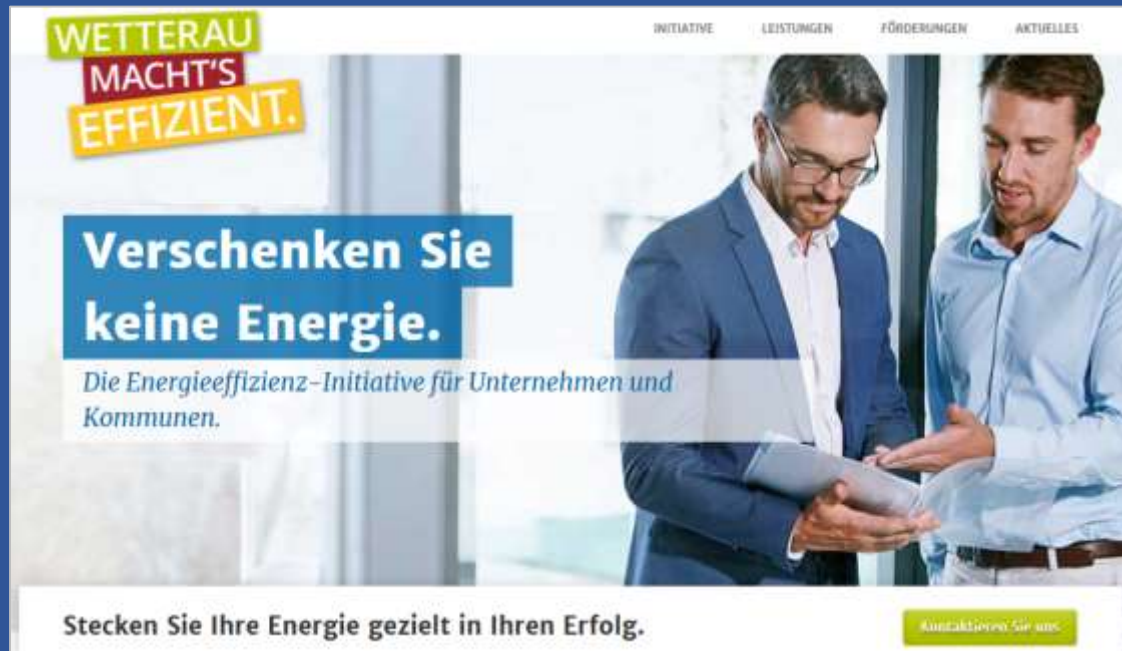 WETTERAU
MACHT'S
EFFIZIENT.
INITIATIVE LEISTUNGEN FÖRDERUNGEN AKTUELLES
Verschenken Sie
keine Energie.
Die Energieeffizienz-Initiative für Unternehmen und
Kommunen.
Stecken Sie Ihre Energie gezielt in Ihren Erfolg.
Kontaktieren Sie uns